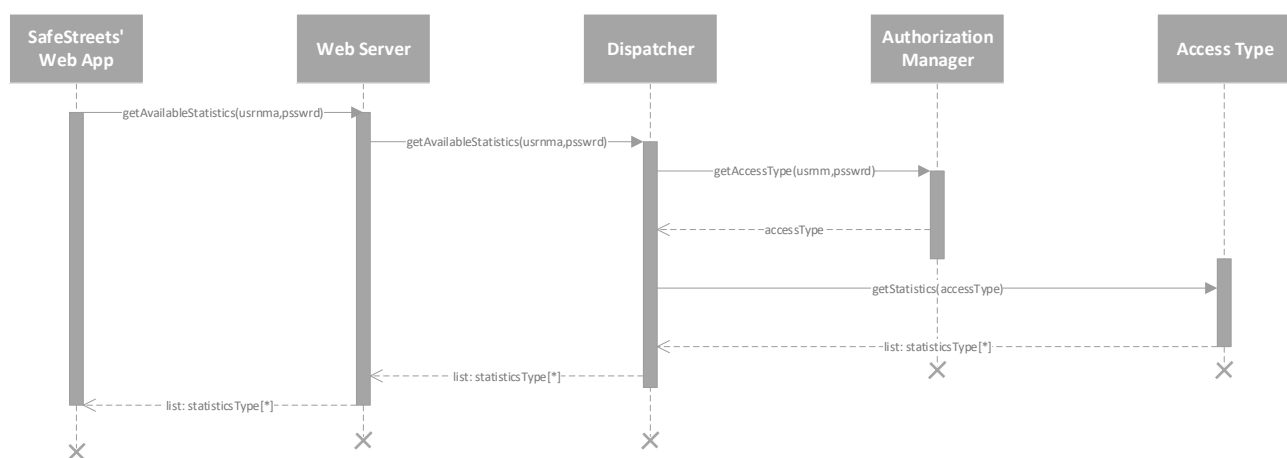 SafeStreets'
Web App
Web Server
Dispatcher
Authorization
Manager
Access Type
getAvailableStatistics(usrnma,psswrd)
getAvailableStatistics(usrnma,psswrd)
getAccessType(usrnm,psswrd)
accessType
getStatistics(accessType)
list: statisticsType[*]
list: statisticsType[*]
list: statisticsType[*]